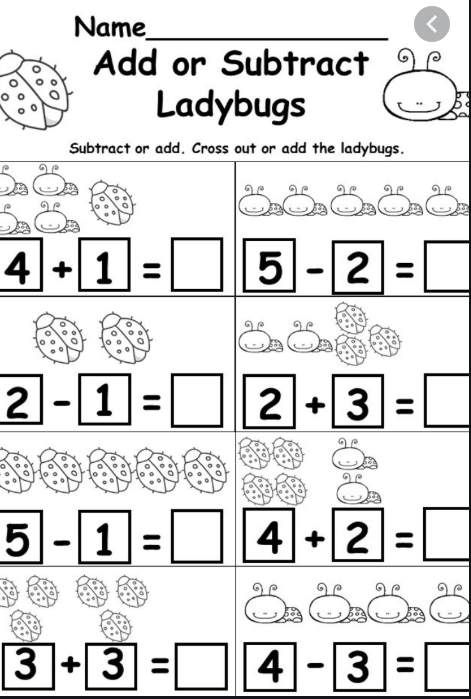 Name
Add or Subtract
Ladybugs
Subtract or add. Cross out or add the ladybugs.
4 + 1 =
5 - 2 =
2 - 1 =
2 + 3 =
5 - 1 =
4 + 2 =
3 + 3 =
4 - 3 =